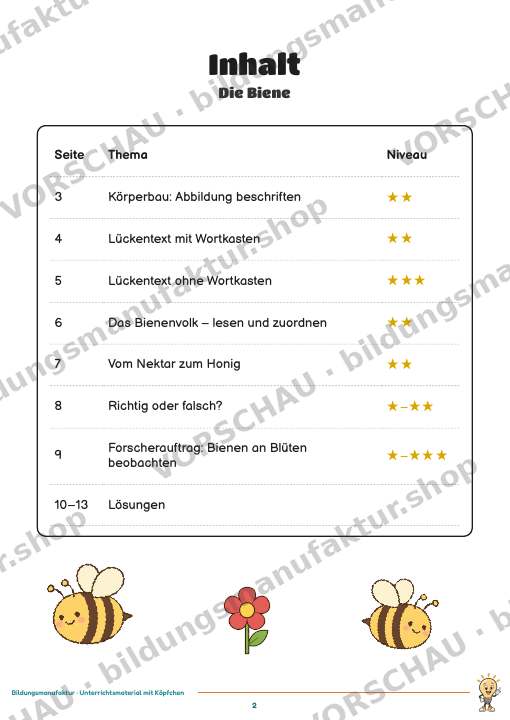 Inhalt
Die Biene
Seite Thema Niveau
3 Körperbau: Abbildung beschriften ★★
4 Lückentext mit Wortkasten ★★
5 Lückentext ohne Wortkasten ★★★
6 Das Bienenvolk – lesen und zuordnen ★★
7 Vom Nektar zum Honig ★★
8 Richtig oder falsch? ★–★★
9 Forscherauftrag: Bienen an Blüten
beobachten ★–★★★
10–13 Lösungen
VORSCHAU · bildungsmanufaktur.shop
Bildungsmanufaktur · Unterrichtsmaterial mit Köpfchen
2